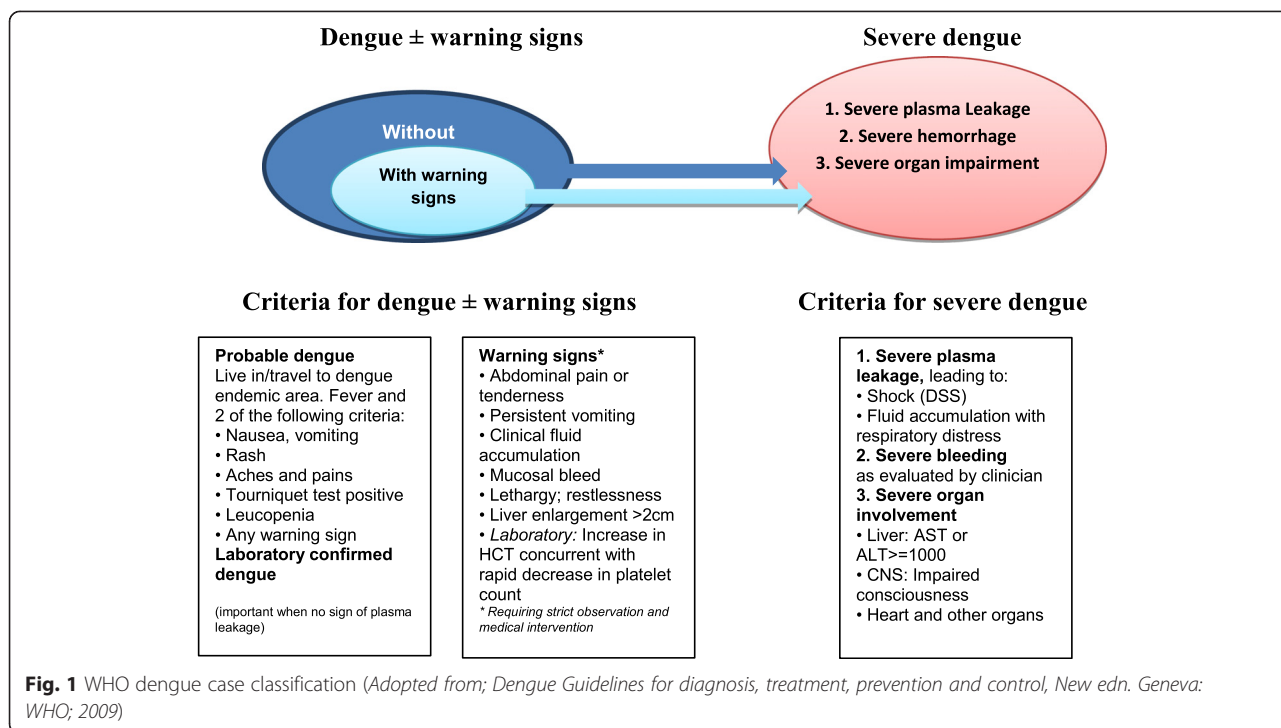 Dengue ± warning signs
Severe dengue
Without
With warning
signs
1. Severe plasma Leakage
2. Severe hemorrhage
3. Severe organ impairment
Criteria for dengue ± warning signs
Criteria for severe dengue
Probable dengue
Live in/travel to dengue
endemic area. Fever and
2 of the following criteria:
• Nausea, vomiting
• Rash
• Aches and pains
• Tourniquet test positive
• Leucopenia
• Any warning sign
Laboratory confirmed
dengue
(important when no sign of plasma
leakage)
Warning signs*
• Abdominal pain or
tenderness
• Persistent vomiting
• Clinical fluid
accumulation
• Mucosal bleed
• Lethargy; restlessness
• Liver enlargement >2cm
• Laboratory: Increase in
HCT concurrent with
rapid decrease in platelet
count
* Requiring strict observation and
medical intervention
1. Severe plasma
leakage, leading to:
• Shock (DSS)
• Fluid accumulation with
respiratory distress
2. Severe bleeding
as evaluated by clinician
3. Severe organ
involvement
• Liver: AST or
ALT>=1000
• CNS: Impaired
consciousness
• Heart and other organs
Fig. 1 WHO dengue case classification (Adopted from; Dengue Guidelines for diagnosis, treatment, prevention and control, New edn. Geneva:
WHO; 2009)